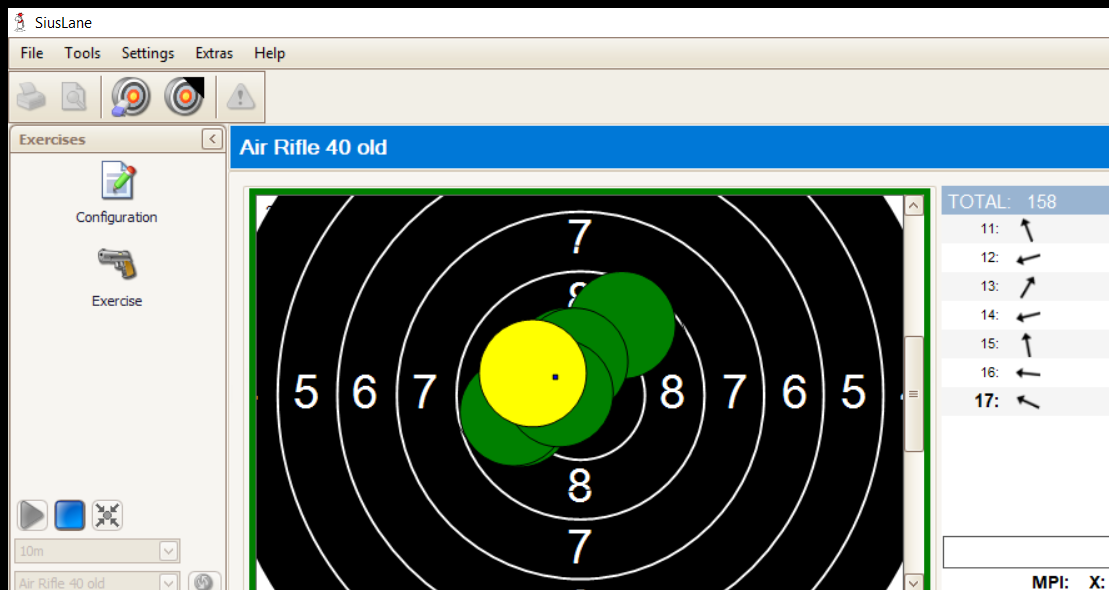 SiusLane
File Tools Settings Extras Help
Exercises
Air Rifle 40 old
Configuration
Exercise
10m
Air Rifle 40 old
7
8
5 6 7 8 7 6 5
8
7
TOTAL: 158
11:
12:
13:
14:
15:
16:
17:
MPI: X: